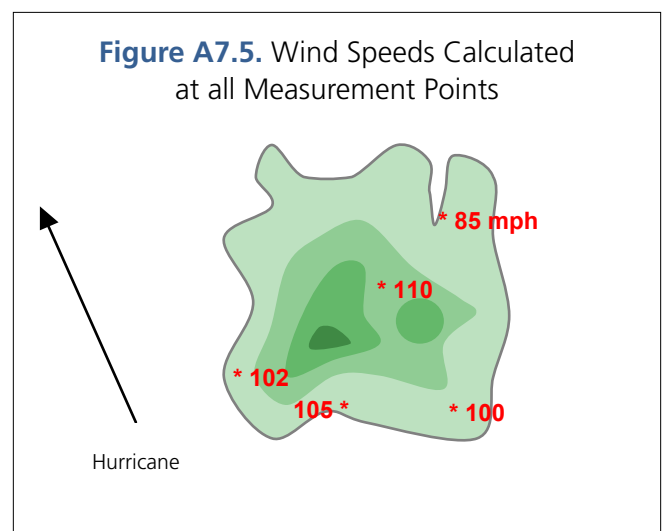 Figure A7.5. Wind Speeds Calculated
at all Measurement Points
* 85 mph
* 110
* 102
105 *
* 100
Hurricane